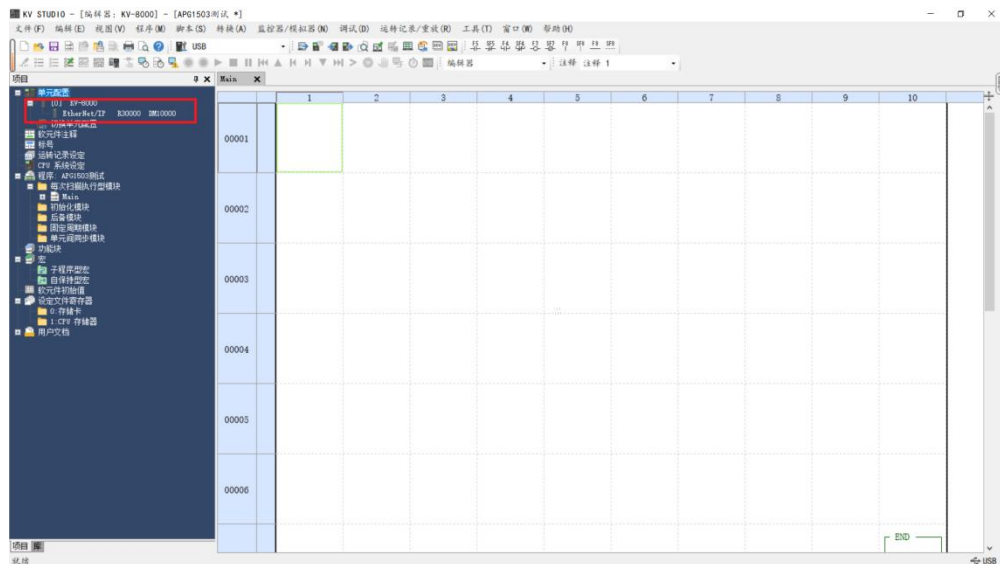 KV STUDIO - [编辑器: KV-8000] - [APG1503测试 *]
文件(F) 编辑(E) 视图(V) 程序(M) 脚本(S) 转换(A) 监控器/模拟器(N) 调试(D) 运转记录/重放(R) 工具(T) 窗口(W) 帮助(H)
USB
编辑器 注释 注释 1
项目 Main
单元配置
[0] KV-8000
EtherNet/IP R30000 DM10000
切换单元配置
软元件注释
标号
运转记录设定
CPU 系统设定
程序: APG1503测试
每次扫描执行型模块
Main
初始化模块
后备模块
固定周期模块
单元间同步模块
功能块
宏
子程序型宏
自保持型宏
软元件初始值
设定文件寄存器
0:存储卡
1:CPU 存储器
用户文档
1 2 3 4 5 6 7 8 9 10
00001
00002
00003
00004
00005
00006
END
项目 库
就绪 USB